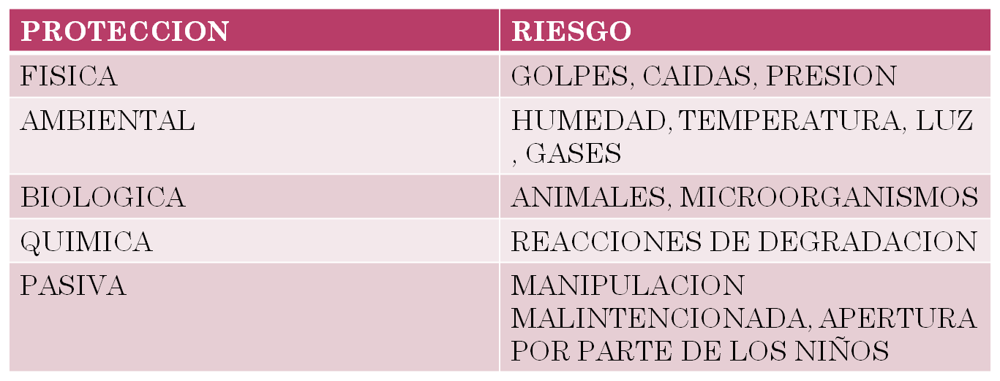 PROTECCION RIESGO
FISICA GOLPES, CAIDAS, PRESION
AMBIENTAL HUMEDAD, TEMPERATURA, LUZ
, GASES
BIOLOGICA ANIMALES, MICROORGANISMOS
QUIMICA REACCIONES DE DEGRADACION
PASIVA MANIPULACION
MALINTENCIONADA, APERTURA
POR PARTE DE LOS NIÑOS